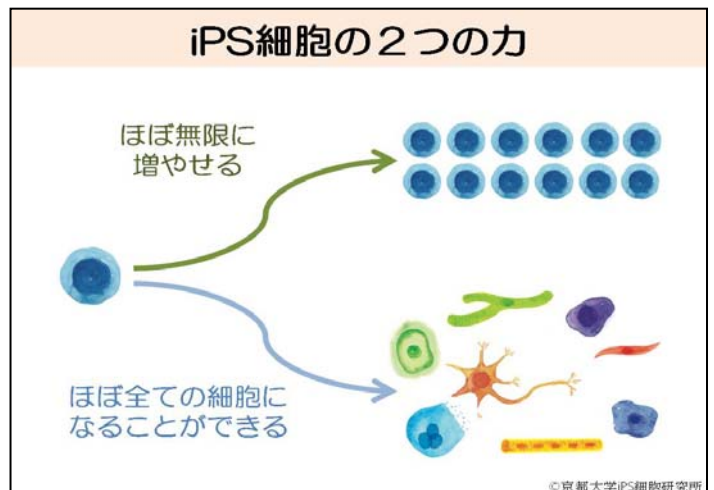 iPS細胞の２つの力
ほぼ無限に
増やせる
ほぼ全ての細胞に
なることができる
©京都大学iPS細胞研究所